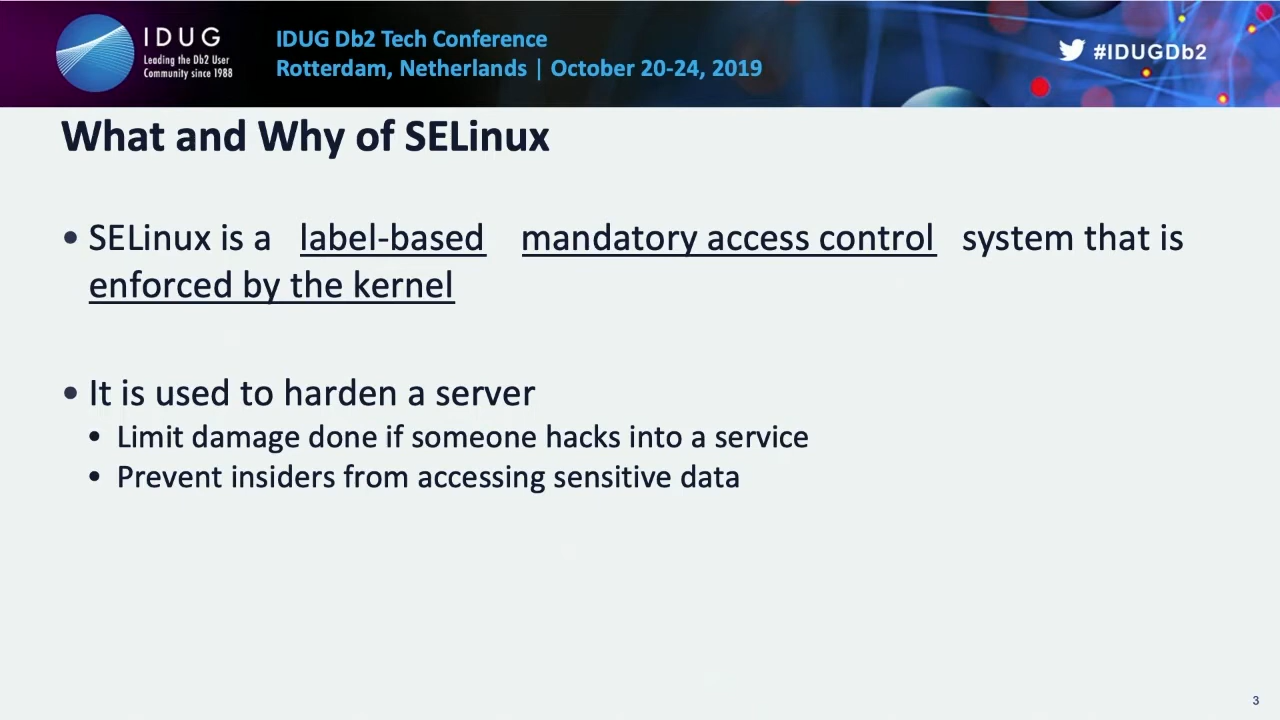 IDUG
Leading the Db2 User
Community since 1988
IDUG Db2 Tech Conference
Rotterdam, Netherlands | October 20-24, 2019
#IDUGDb2
What and Why of SELinux
• SELinux is a label-based mandatory access control system that is
enforced by the kernel
• It is used to harden a server
• Limit damage done if someone hacks into a service
• Prevent insiders from accessing sensitive data
3